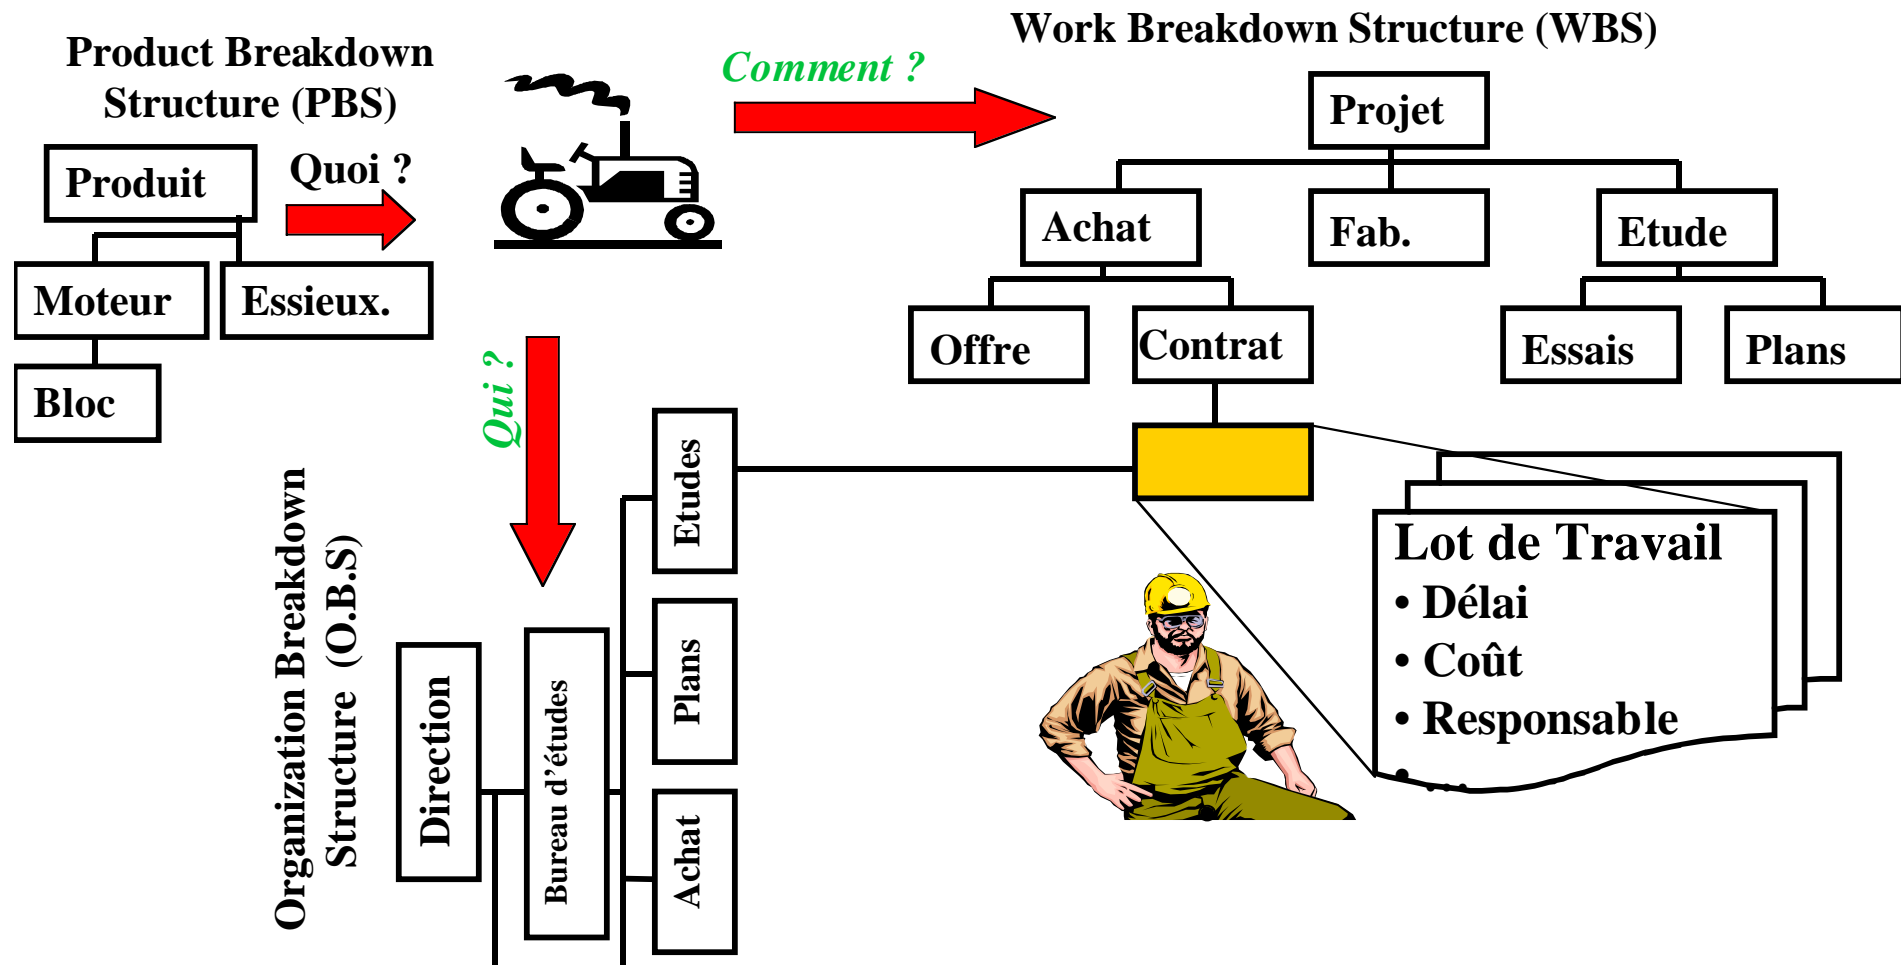 Product Breakdown
Structure (PBS)
Produit
Quoi ?
Moteur
Essieux.
Bloc
Comment ?
Work Breakdown Structure (WBS)
Projet
Achat
Fab.
Etude
Offre
Contrat
Essais
Plans
Qui ?
Organization Breakdown
Structure (O.B.S)
Direction
Bureau d’études
Etudes
Plans
Achat
Lot de Travail
• Délai
• Coût
• Responsable
• ...